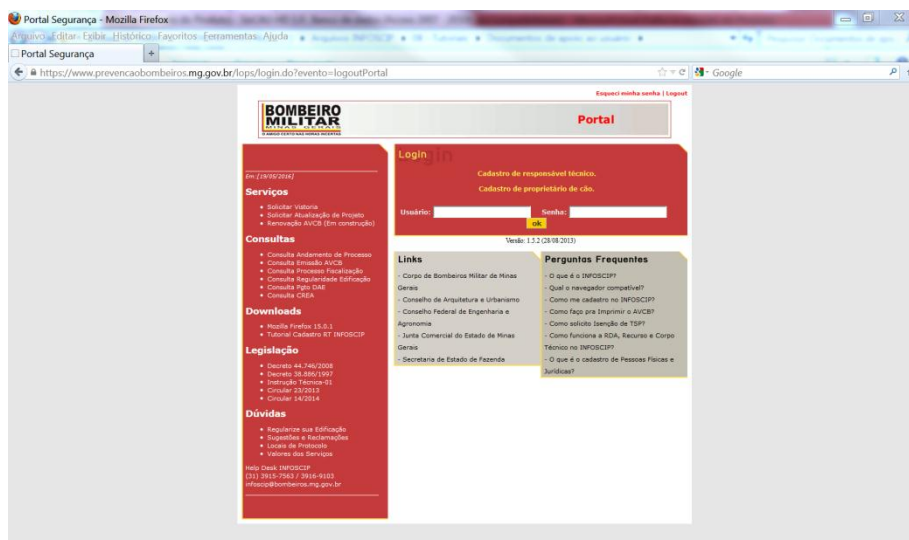 Portal Segurança - Mozilla Firefox
Arquivo Editar Exibir Histórico Favoritos Ferramentas Ajuda
Portal Segurança
+
https://www.prevencaobombeiros.mg.gov.br/lops/login.do?evento=logoutPortal
Google
Esqueci minha senha | Logout
BOMBEIRO
MILITAR
MINAS GERAIS
O AMIGO CERTO NAS HORAS INCERTAS
Portal
Em:[19/05/2016]
Serviços
Solicitar Vistoria
Solicitar Atualização de Projeto
Renovação AVCB (Em construção)
Consultas
Consulta Andamento de Processo
Consulta Emissão AVCB
Consulta Processo Fiscalização
Consulta Regularidade Edificação
Consulta Pgto DAE
Consulta CREA
Downloads
Mozilla Firefox 15.0.1
Tutorial Cadastro RT INFOSCIP
Legislação
Decreto 44.746/2008
Decreto 38.886/1997
Instrução Técnica-01
Circular 23/2013
Circular 14/2014
Dúvidas
Regularize sua Edificação
Sugestões e Reclamações
Locais de Protocolo
Valores dos Serviços
Help Desk INFOSCIP
(31) 3915-7563 / 3916-9103
infoscip@bombeiros.mg.gov.br
Login
Cadastro de responsável técnico.
Cadastro de proprietário de cão.
Usuário:
Senha:
ok
Versão: 1.5.2 (28/08/2013)
Links
- Corpo de Bombeiros Militar de Minas
Gerais
- Conselho de Arquitetura e Urbanismo
- Conselho Federal de Engenharia e
Agronomia
- Junta Comercial do Estado de Minas
Gerais
- Secretaria de Estado de Fazenda
Perguntas Frequentes
- O que é o INFOSCIP?
- Qual o navegador compatível?
- Como me cadastro no INFOSCIP?
- Como faço pra Imprimir o AVCB?
- Como solicito Isenção de TSP?
- Como funciona a RDA, Recurso e Corpo
Técnico no INFOSCIP?
- O que é o cadastro de Pessoas Físicas e
Jurídicas?